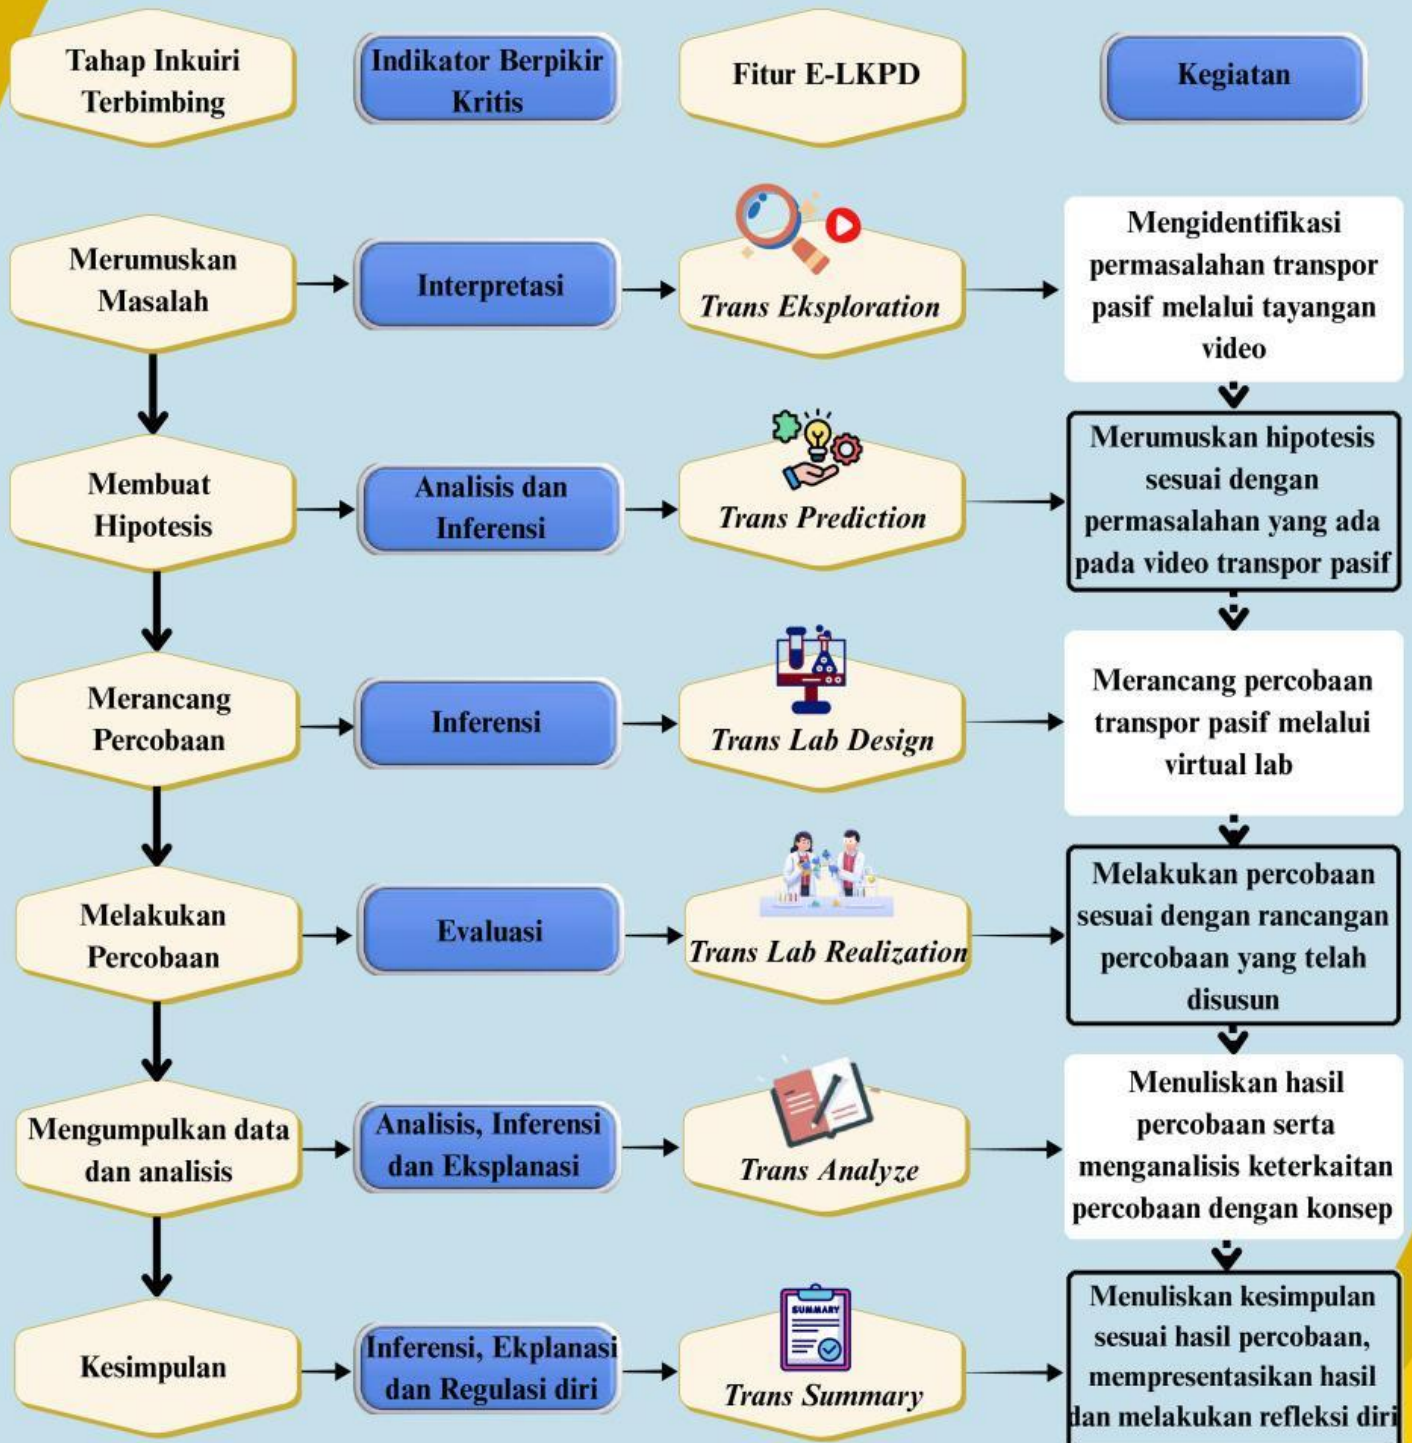 Tahap Inkuiri
Terbimbing
Indikator Berpikir
Kritis
Fitur E-LKPD
Kegiatan
Merumuskan
Masalah
Interpretasi
Trans Eksploration
Mengidentifikasi
permasalahan transpor
pasif melalui tayangan
video
Membuat
Hipotesis
Analisis dan
Inferensi
Trans Prediction
Merumuskan hipotesis
sesuai dengan
permasalahan yang ada
pada video transpor pasif
Merancang
Percobaan
Inferensi
Trans Lab Design
Merancang percobaan
transpor pasif melalui
virtual lab
Melakukan
Percobaan
Evaluasi
Trans Lab Realization
Melakukan percobaan
sesuai dengan rancangan
percobaan yang telah
disusun
Mengumpulkan data
dan analisis
Analisis, Inferensi
dan Eksplanasi
Trans Analyze
Menuliskan hasil
percobaan serta
menganalisis keterkaitan
percobaan dengan konsep
Kesimpulan
Inferensi, Ekplanasi
dan Regulasi diri
SUMMARY
Trans Summary
Menuliskan kesimpulan
sesuai hasil percobaan,
mempresentasikan hasil
dan melakukan refleksi diri